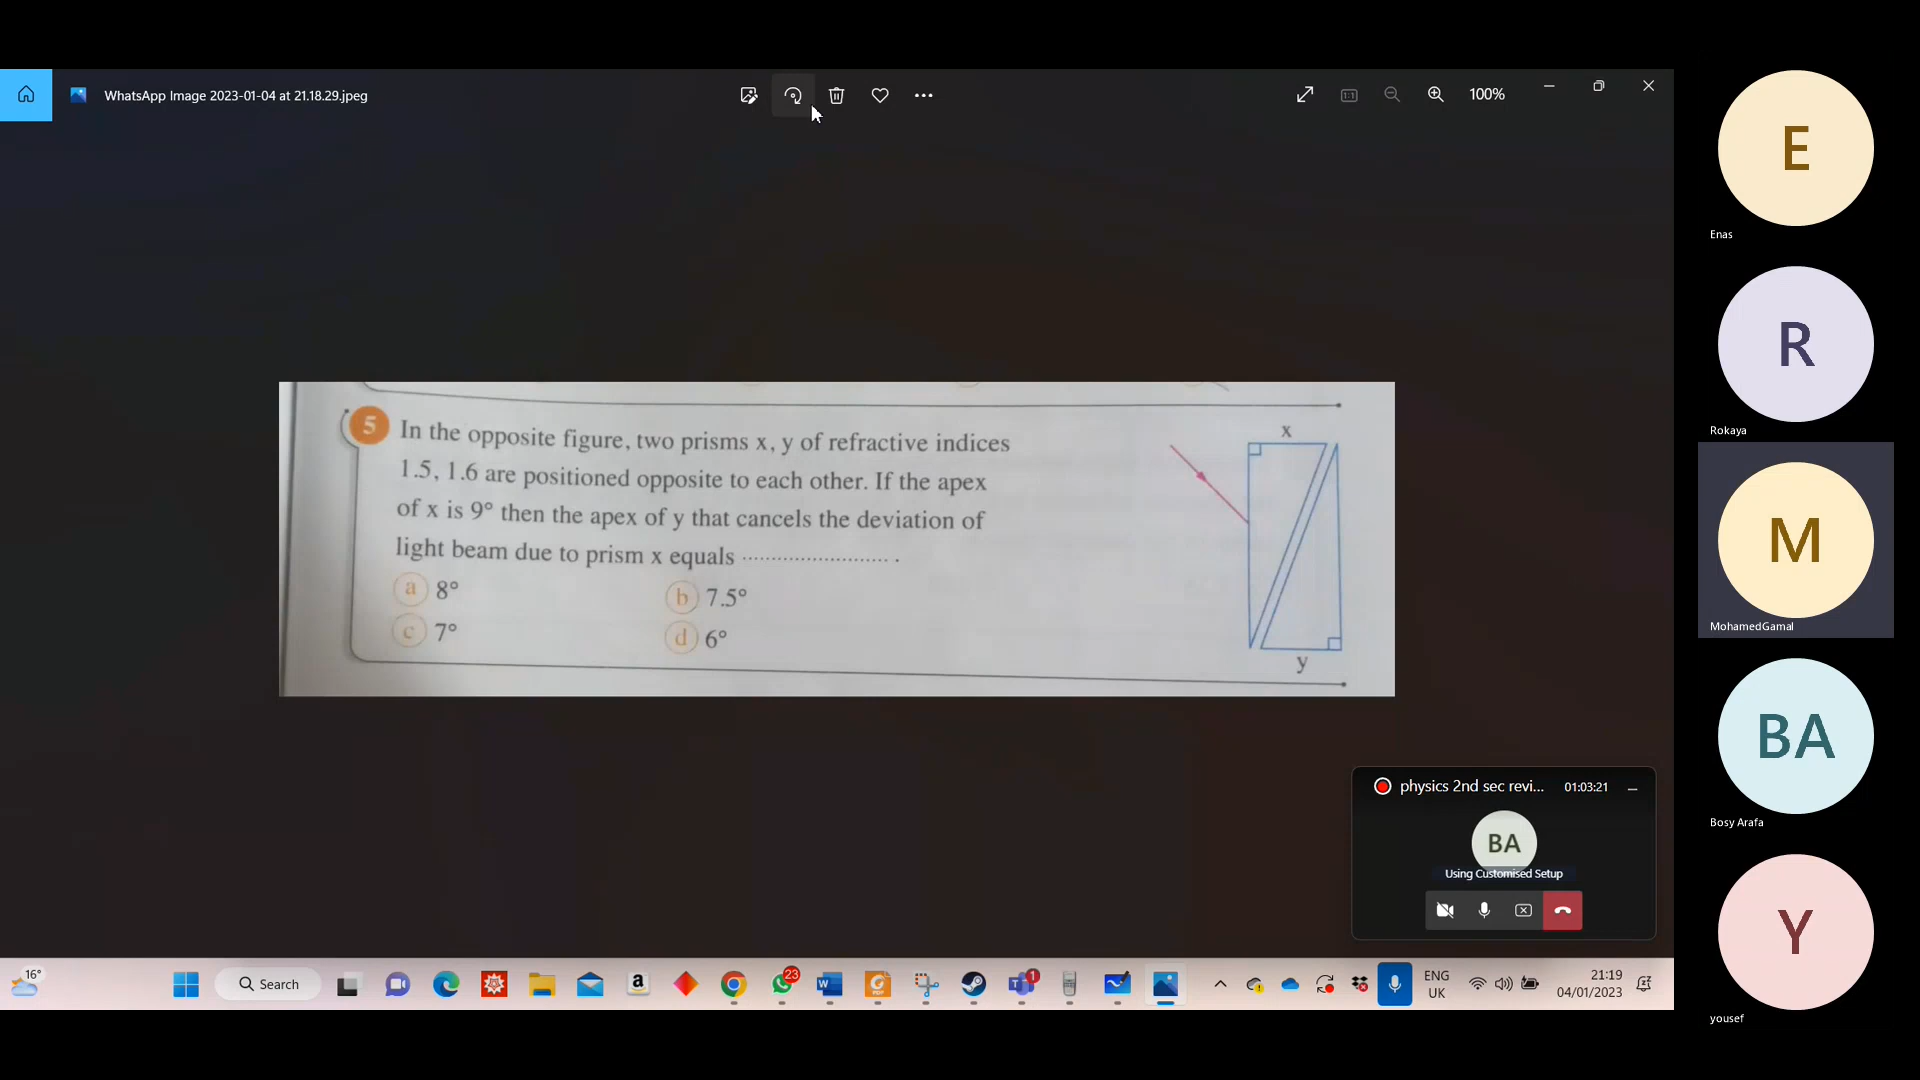 WhatsApp Image 2023-01-04 at 21.18.29.jpeg
100%
E
Enas
R
Rokaya
M
MohamedGamal
BA
Bosy Arafa
Y
yousef
5 In the opposite figure, two prisms x, y of refractive indices
1.5, 1.6 are positioned opposite to each other. If the apex
of x is 9° then the apex of y that cancels the deviation of
light beam due to prism x equals ........................ .
a 8° b 7.5°
c 7° d 6°
x
y
physics 2nd sec revi... 01:03:21
BA
Using Customised Setup
16°
Search
23
1
ENG
UK
21:19
04/01/2023